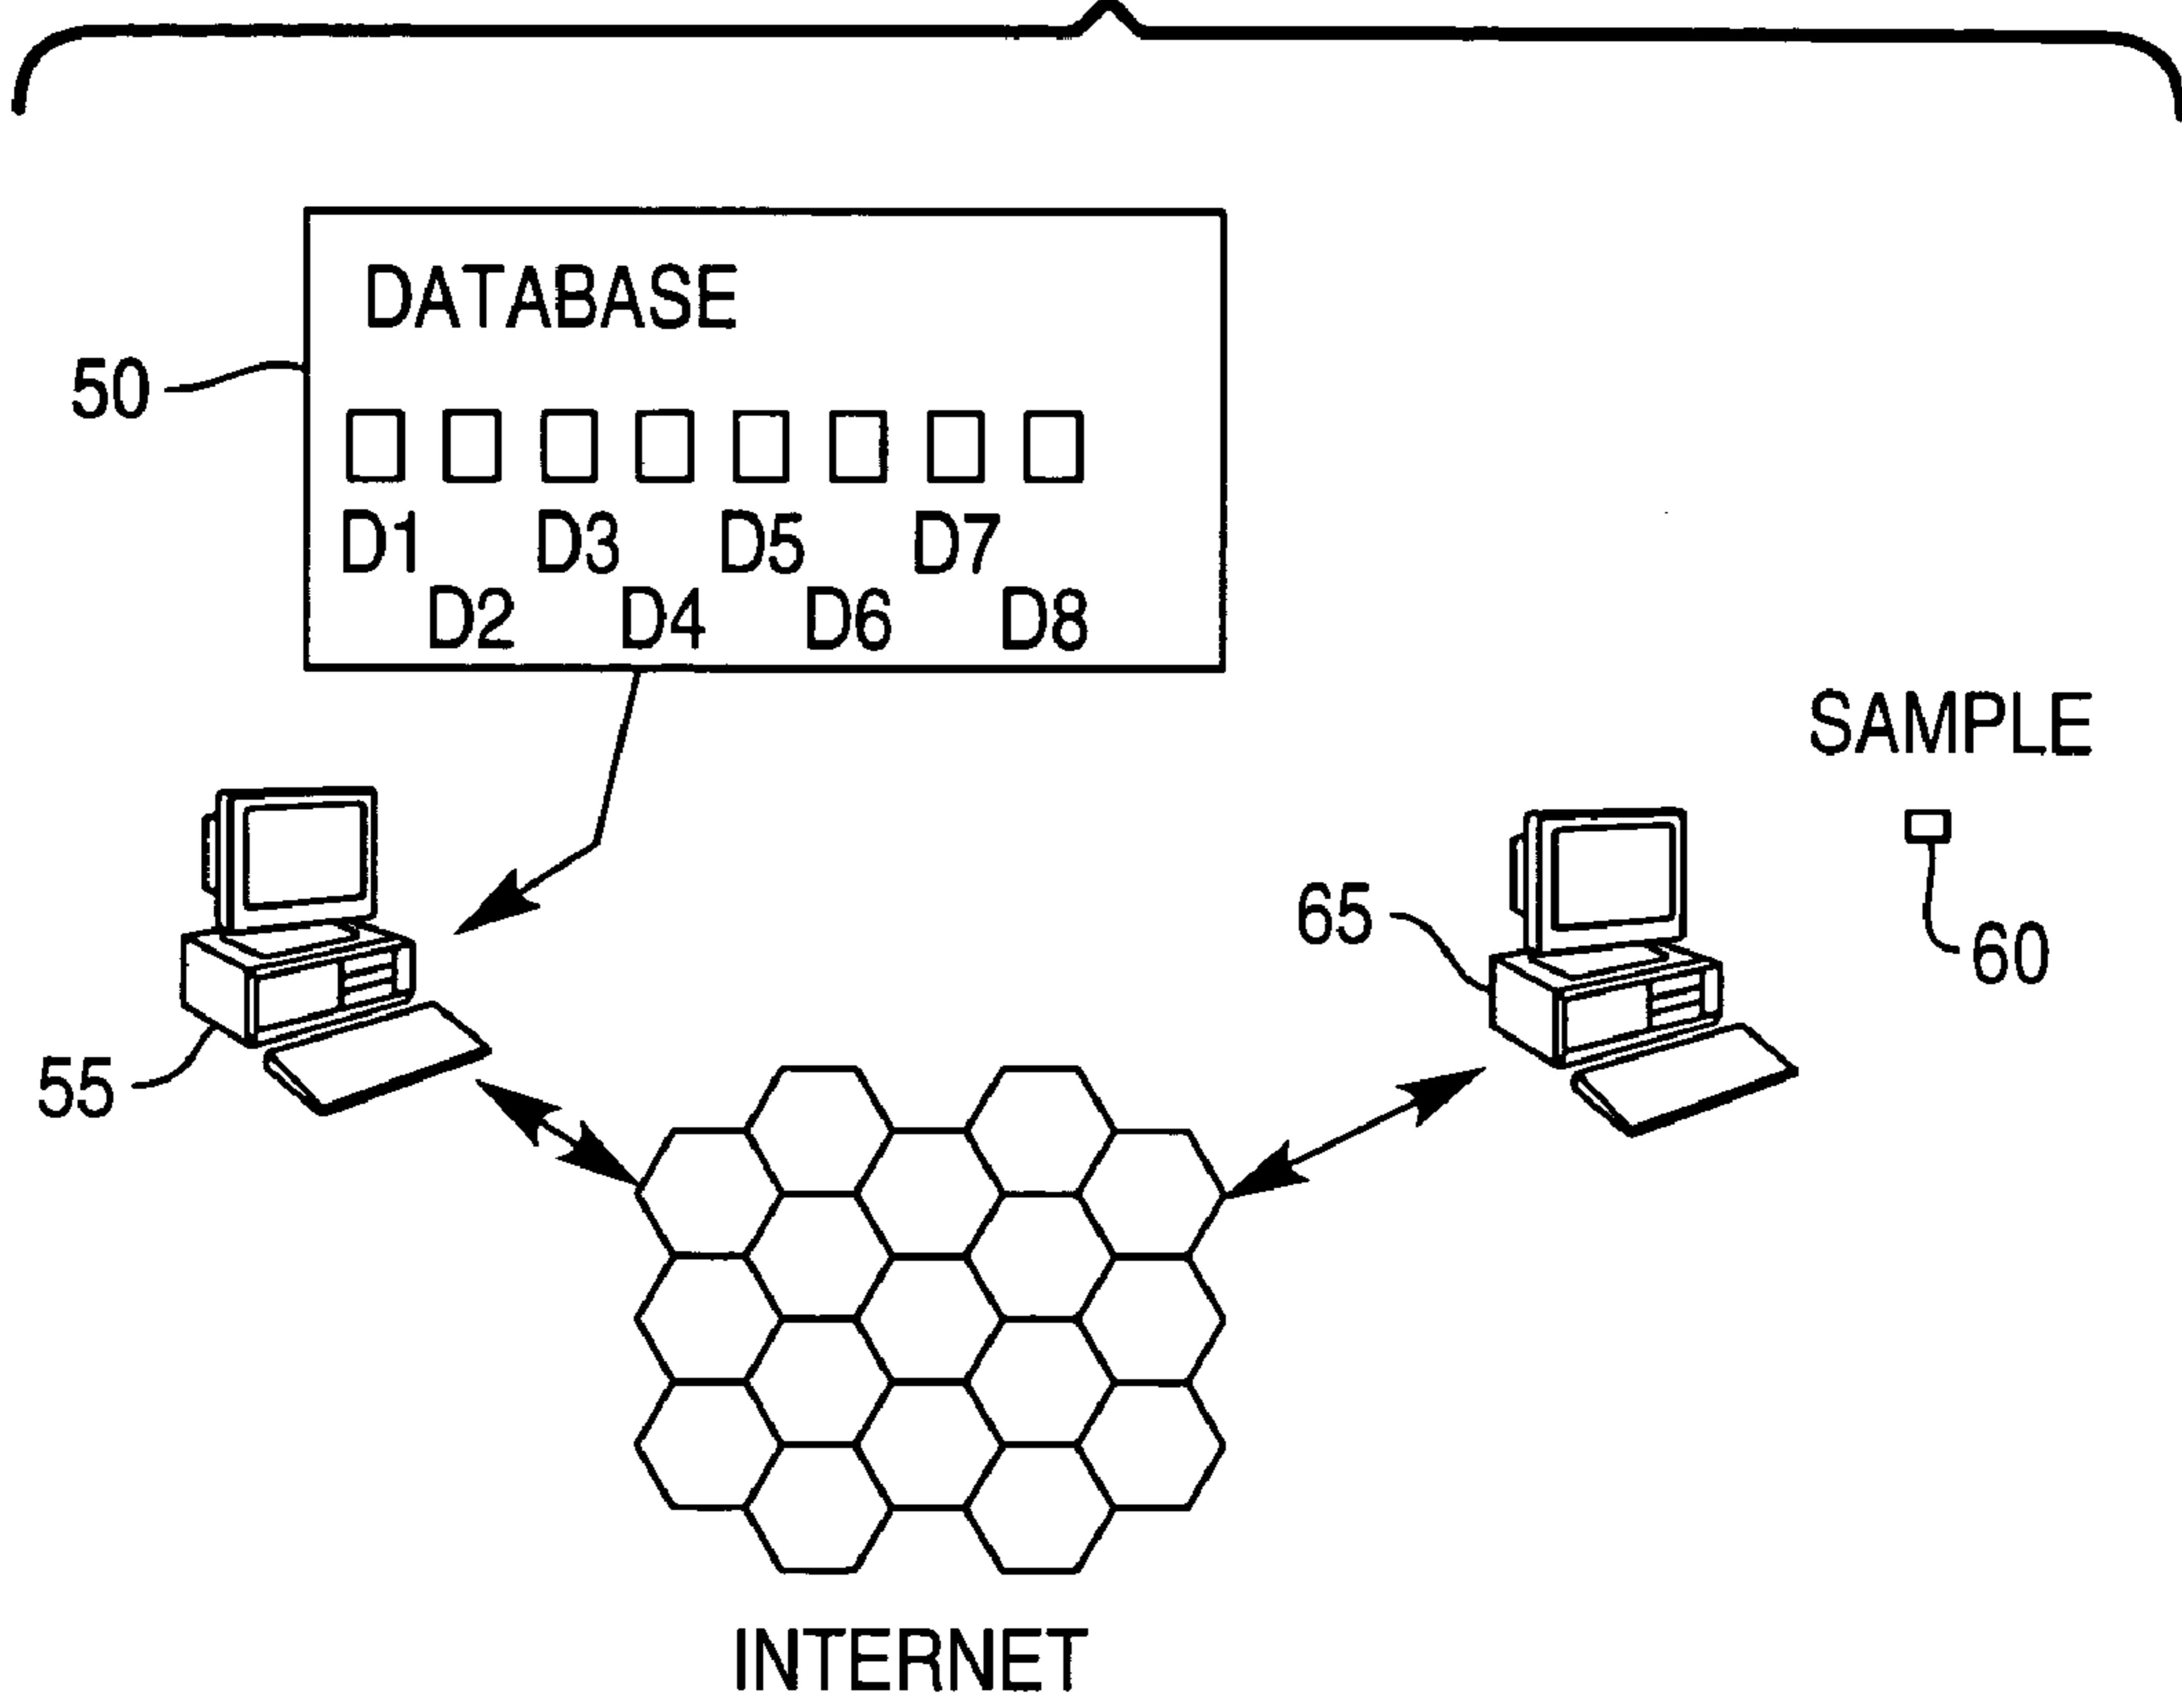 DATABASE
50
D1 D3 D5 D7
D2 D4 D6 D8
SAMPLE
65
60
55
INTERNET